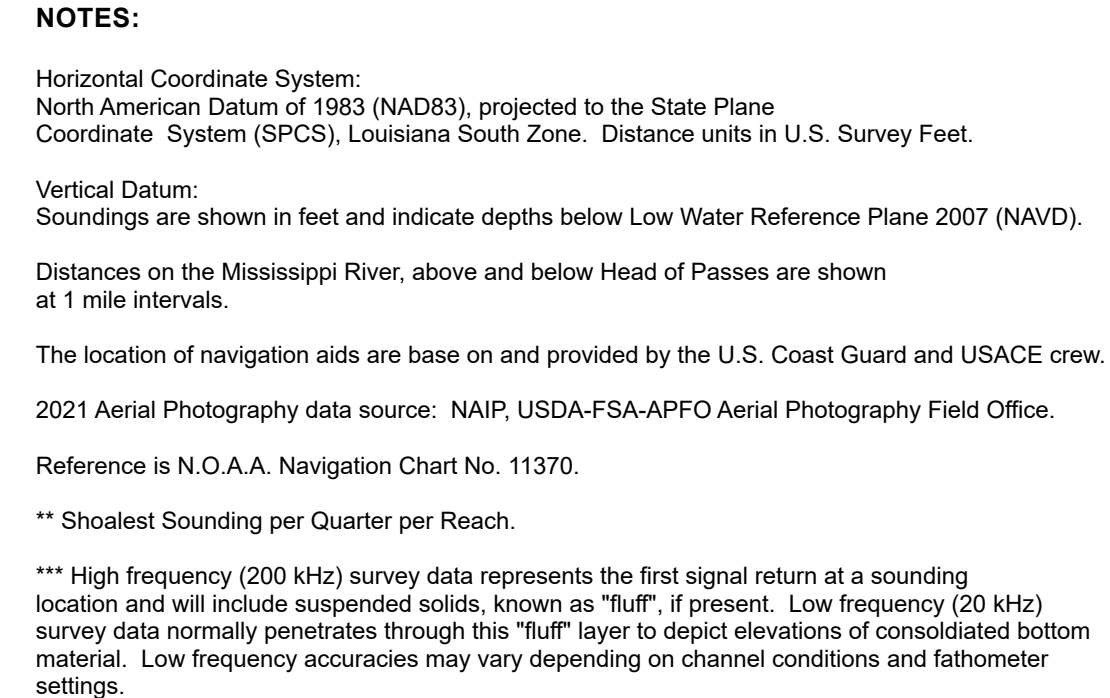 NOTES:
Horizontal Coordinate System:
North American Datum of 1983 (NAD83), projected to the State Plane
Coordinate  System (SPCS), Louisiana South Zone.  Distance units in U.S. Survey Feet.
Vertical Datum:
Soundings are shown in feet and indicate depths below Low Water Reference Plane 2007 (NAVD).
Distances on the Mississippi River, above and below Head of Passes are shown
at 1 mile intervals.
The location of navigation aids are base on and provided by the U.S. Coast Guard and USACE crew.
2021 Aerial Photography data source:  NAIP, USDA-FSA-APFO Aerial Photography Field Office.
Reference is N.O.A.A. Navigation Chart No. 11370.
** Shoalest Sounding per Quarter per Reach.
*** High frequency (200 kHz) survey data represents the first signal return at a sounding
location and will include suspended solids, known as "fluff", if present.  Low frequency (20 kHz)
survey data normally penetrates through this "fluff" layer to depict elevations of consoldiated bottom
material.  Low frequency accuracies may vary depending on channel conditions and fathometer
settings.